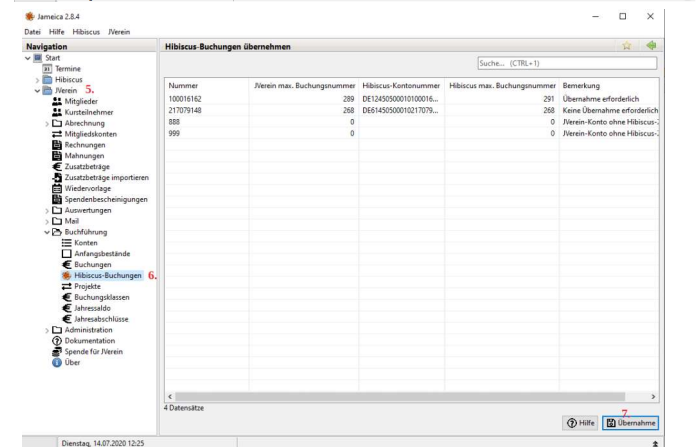 Jameica 2.8.4
Datei Hilfe Hibiscus JVerein
Navigation
Hibiscus-Buchungen übernehmen
Start
Termine
Hibiscus
JVerein 5.
Mitglieder
Kursteilnehmer
Abrechnung
Mitgliedskonten
Rechnungen
Mahnungen
Zusatzbeträge
Zusatzbeträge importieren
Wiedervorlage
Spendenbescheinigungen
Auswertungen
Mail
Buchführung
Konten
Anfangsbestände
Buchungen
Hibiscus-Buchungen 6.
Projekte
Buchungsklassen
Jahressaldo
Jahresabschlüsse
Administration
Dokumentation
Spende für JVerein
Über
Suche... (CTRL+1)
Nummer JVerein max. Buchungsnummer Hibiscus-Kontonummer Hibiscus max. Buchungsnummer Bemerkung
100016162 289 DE12450500010100016... 291 Übernahme erforderlich
217079148 268 DE61450500010217079... 268 Keine Übernahme erforderlich
888 0 0 JVerein-Konto ohne Hibiscus-
999 0 0 JVerein-Konto ohne Hibiscus-
4 Datensätze
7.
Hilfe Übernahme
Dienstag, 14.07.2020 12:25